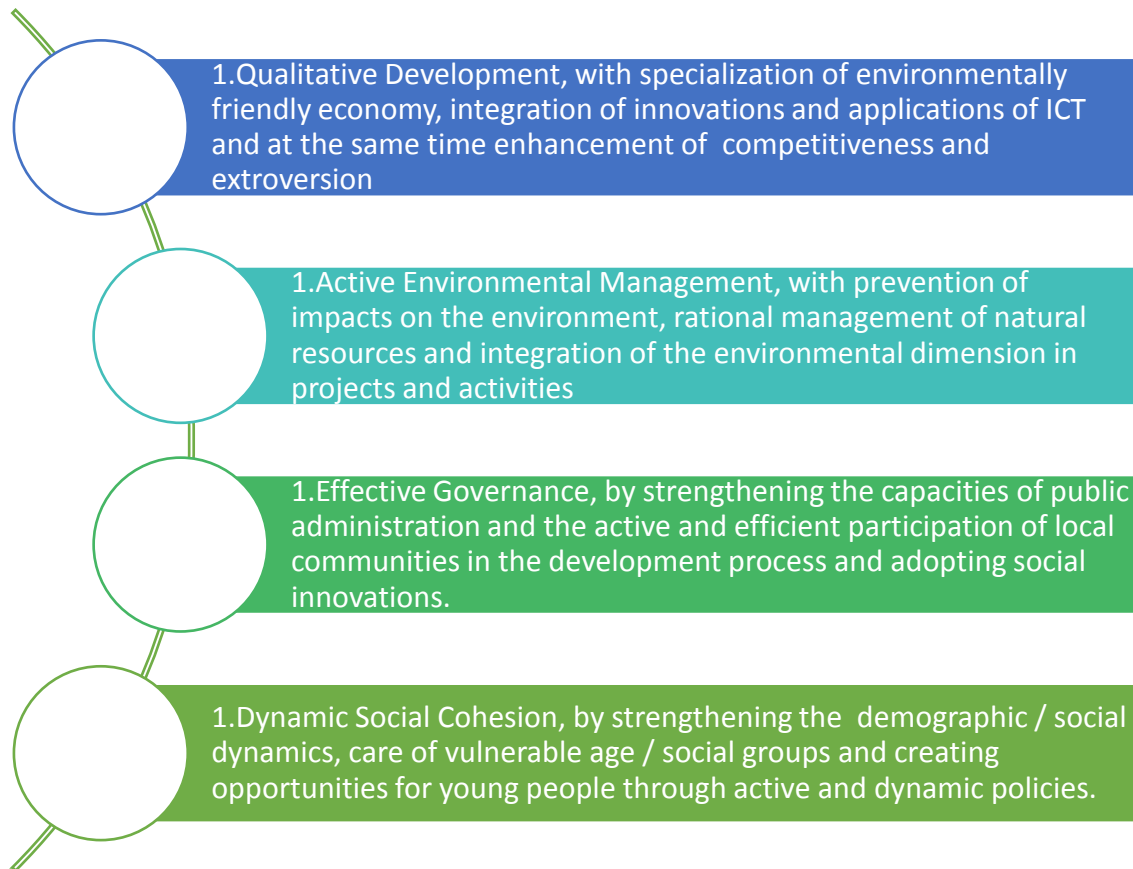 1.Qualitative Development, with specialization of environmentally
friendly economy, integration of innovations and applications of ICT
and at the same time enhancement of  competitiveness and
extroversion
1.Active Environmental Management, with prevention of
impacts on the environment, rational management of natural
resources and integration of the environmental dimension in
projects and activities
1.Effective Governance, by strengthening the capacities of public
administration and the active and efficient participation of local
communities in the development process and adopting social
innovations.
1.Dynamic Social Cohesion, by strengthening the  demographic / social
dynamics, care of vulnerable age / social groups and creating
opportunities for young people through active and dynamic policies.